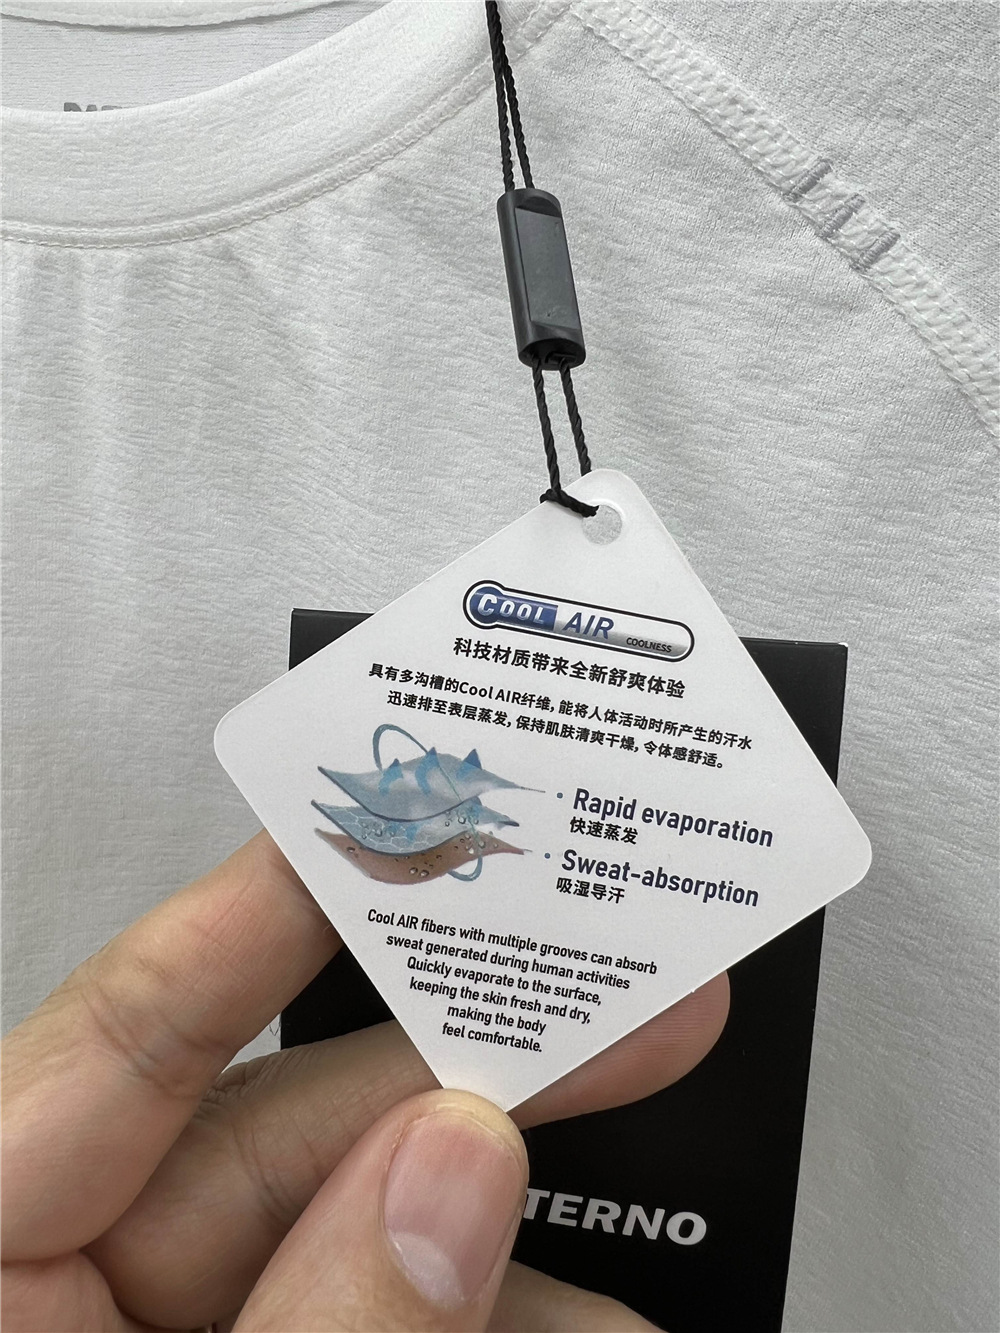 COOL AIR COOLNESS
科技材质带来全新舒爽体验
具有多沟槽的Cool AIR纤维, 能将人体活动时所产生的汗水
迅速排至表层蒸发, 保持肌肤清爽干燥, 令体感舒适。
· Rapid evaporation
快速蒸发
· Sweat-absorption
吸湿导汗
Cool AIR fibers with multiple grooves can absorb
sweat generated during human activities
Quickly evaporate to the surface,
keeping the skin fresh and dry,
making the body
feel comfortable.
TERNO